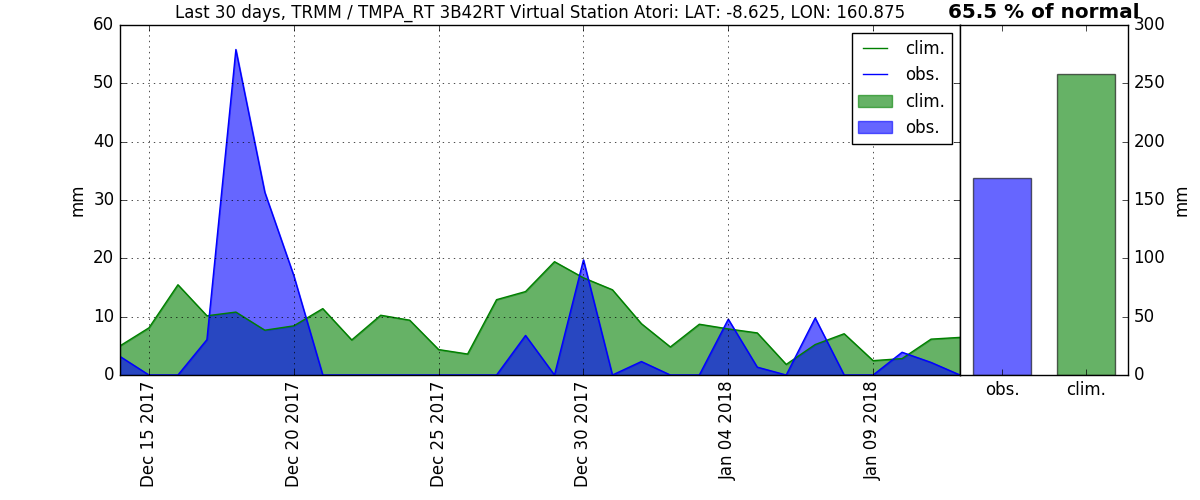 Last 30 days, TRMM / TMPA_RT 3B42RT Virtual Station Atori: LAT: -8.625, LON: 160.875
65.5 % of normal
clim.
obs.
clim.
obs.
60
50
40
30
20
10
0
mm
Dec 15 2017
Dec 20 2017
Dec 25 2017
Dec 30 2017
Jan 04 2018
Jan 09 2018
300
250
200
150
100
50
0
mm
obs.
clim.